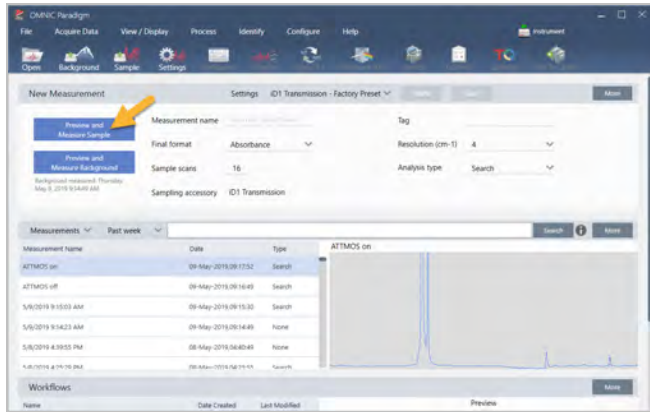 OMNIC Paradigm
File Acquire Data View / Display Process Identify Configure Help Instrument
Open Background Sample Settings
New Measurement Settings iD1 Transmission - Factory Preset More
Preview and
Measure Sample
Measurement name Tag
Final format Absorbance Resolution (cm-1) 4
Preview and
Measure Background
Sample scans 16 Analysis type Search
Background measured: Thursday,
May 9, 2019 9:14:49 AM
Sampling accessory iD1 Transmission
Measurements Past week Search More
Measurement Name Date Type ATTMOS on
ATTMOS on 09-May-2019,09:17:52 Search
ATTMOS off 09-May-2019,09:16:49 Search
5/9/2019 9:15:03 AM 09-May-2019,09:15:30 Search
5/9/2019 9:14:23 AM 09-May-2019,09:14:49 None
5/8/2019 4:39:55 PM 08-May-2019,04:40:49 None
Search
Workflows More
Name Date Created Last Modified Preview